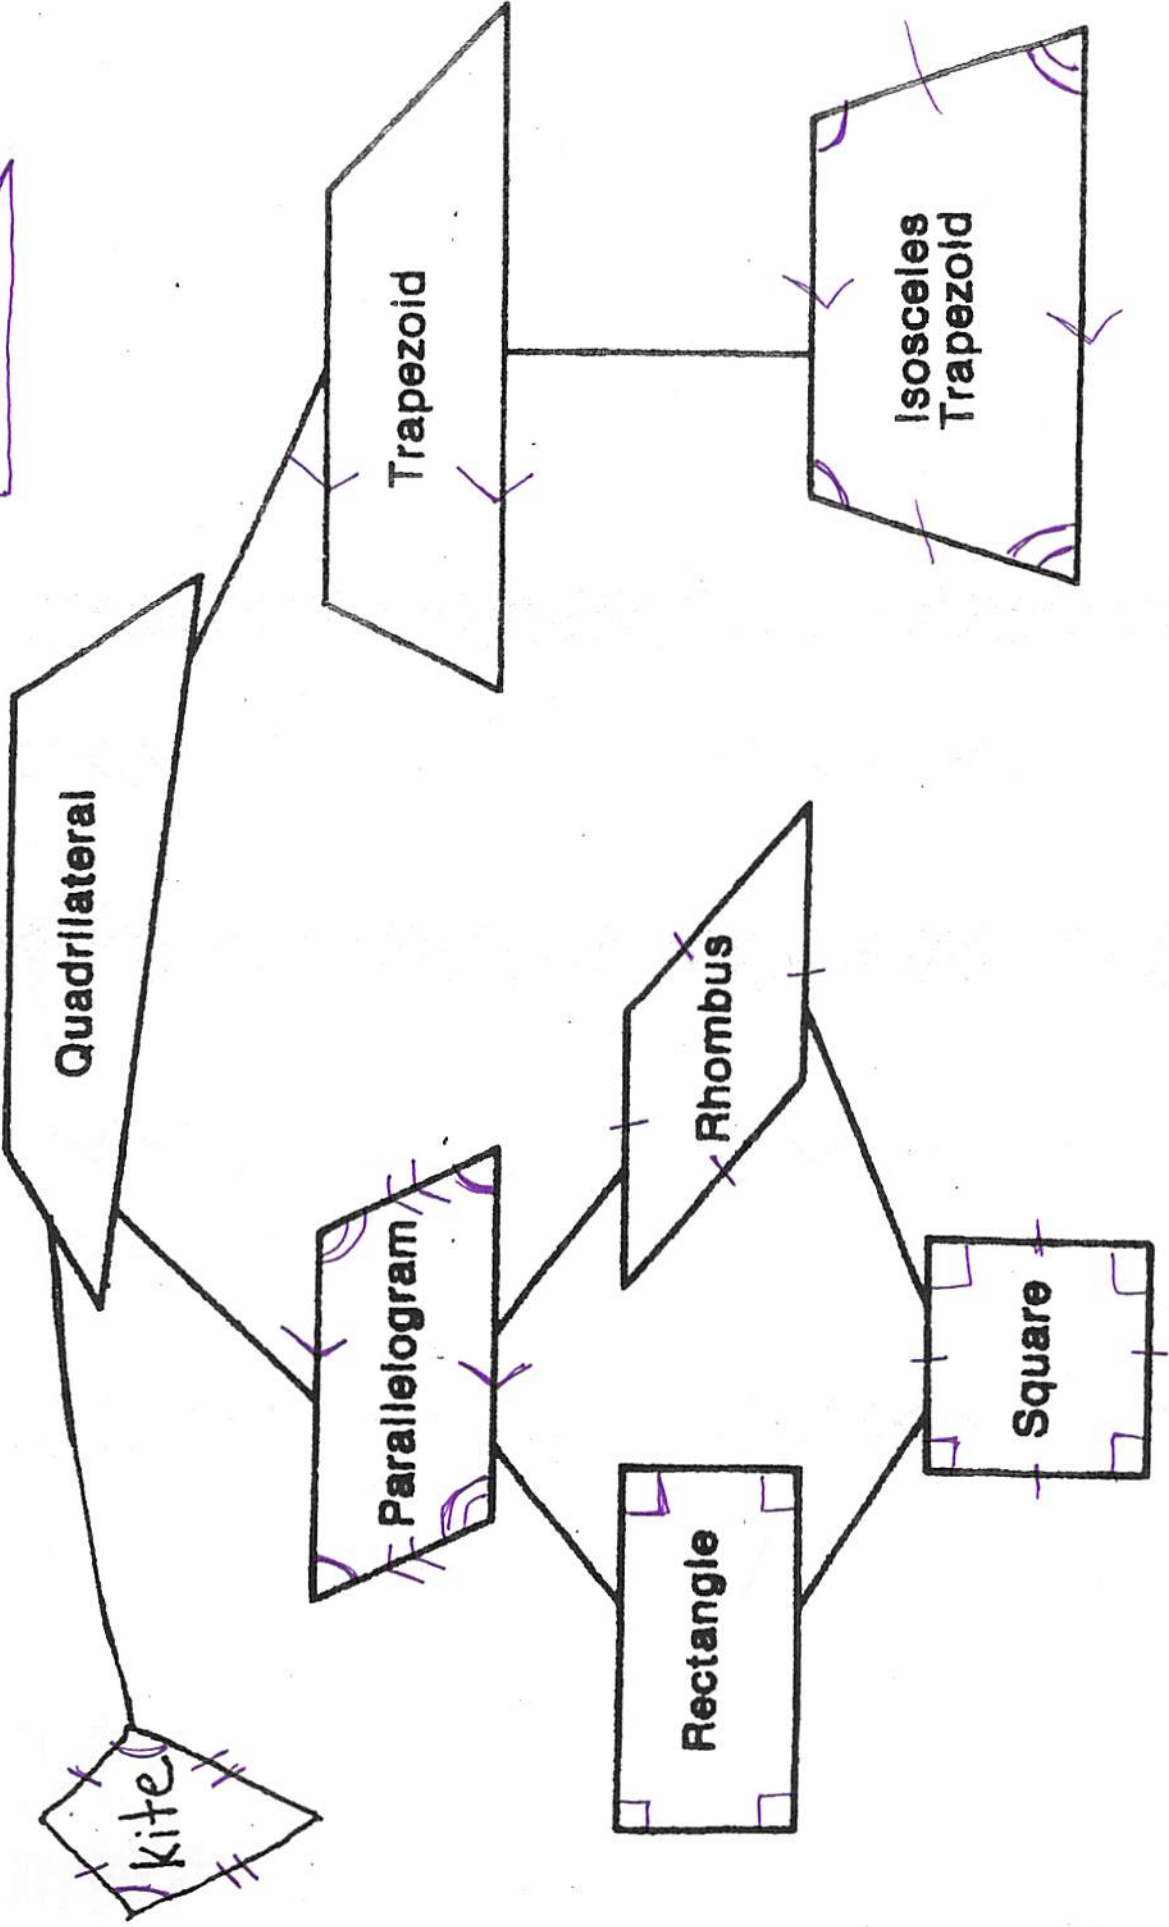 Quadrilateral
kite
Parallelogram
Trapezoid
Rectangle
Rhombus
Isosceles
Trapezoid
Square